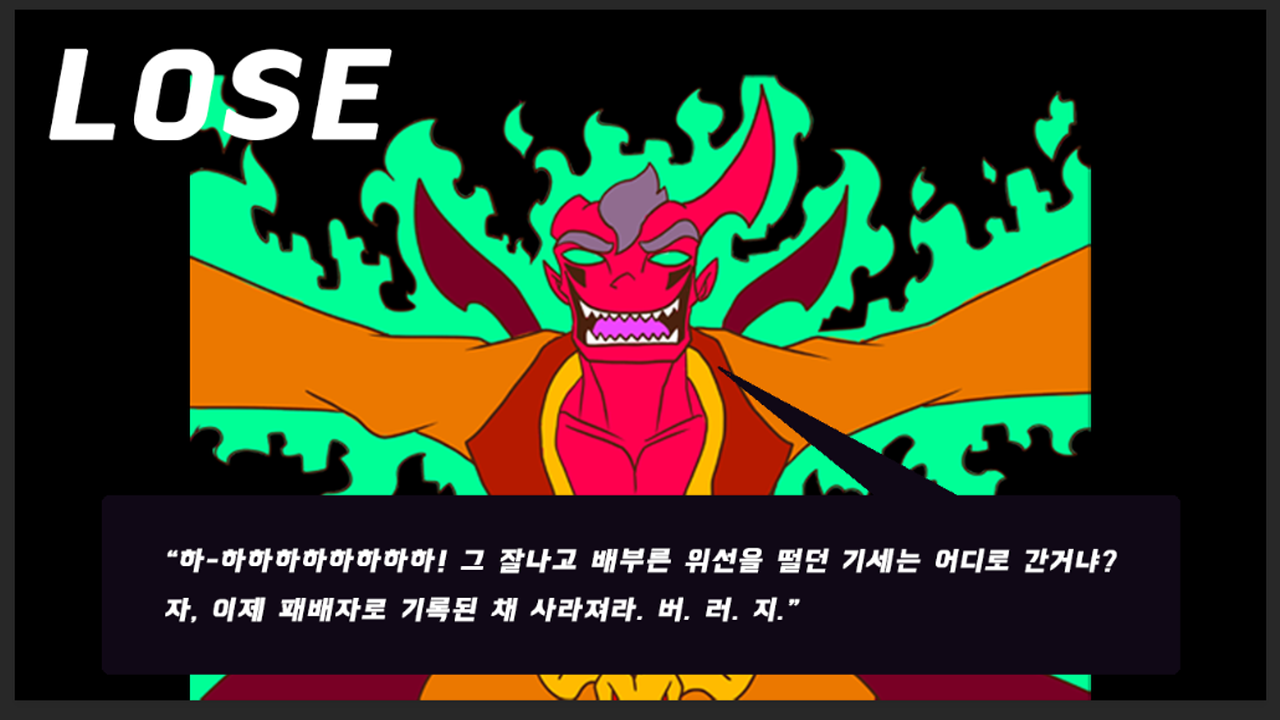 LOSE
“하-하하하하하하하하! 그 잘나고 배부른 위선을 떨던 기세는 어디로 간거냐?
자, 이제 패배자로 기록된 채 사라져라. 버. 러. 지.”